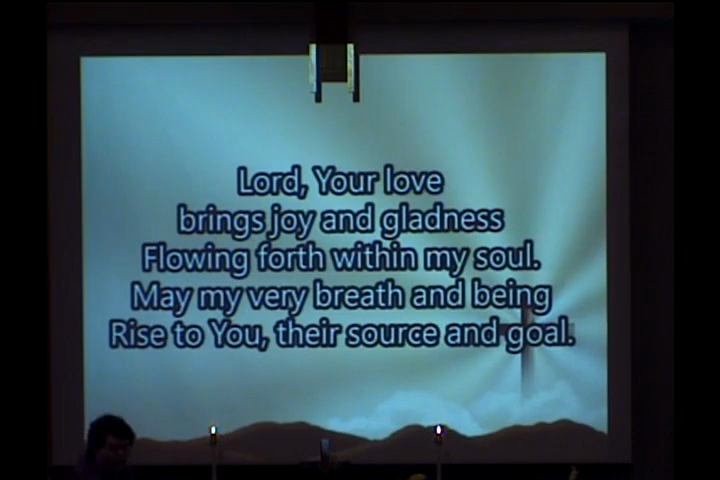 Lord, Your love
brings joy and gladness
Flowing forth within my soul.
May my very breath and being
Rise to You, their source and goal.